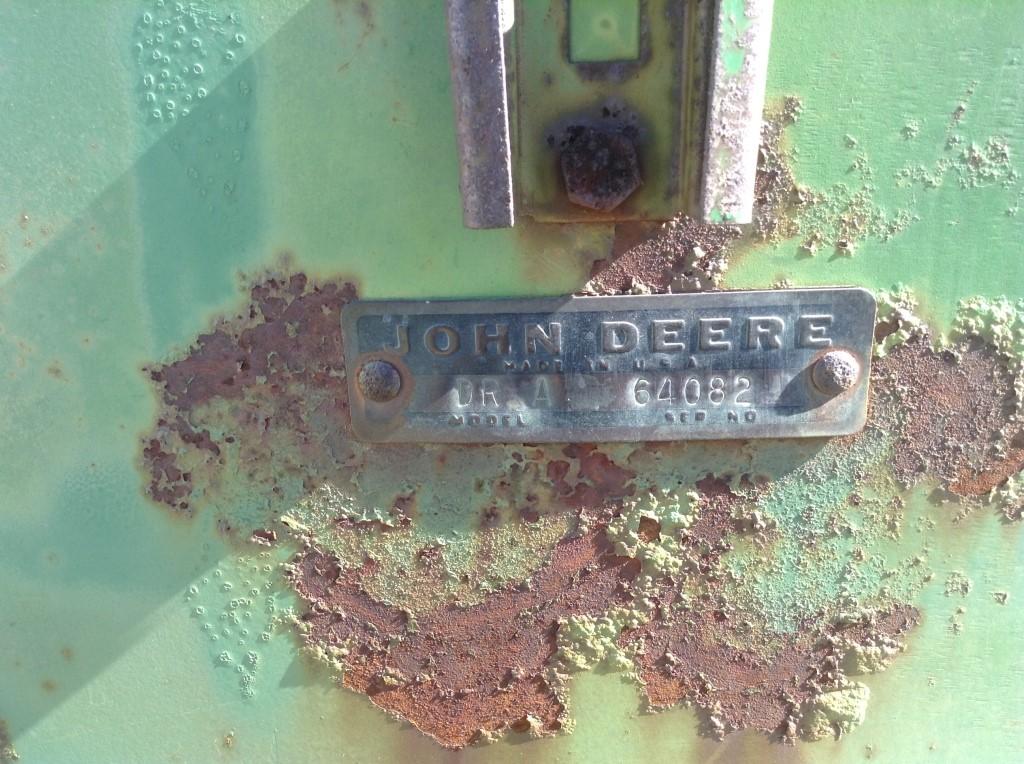 JOHN DEERE
MADE IN U.S.A
DR A 64082
MODEL SER NO